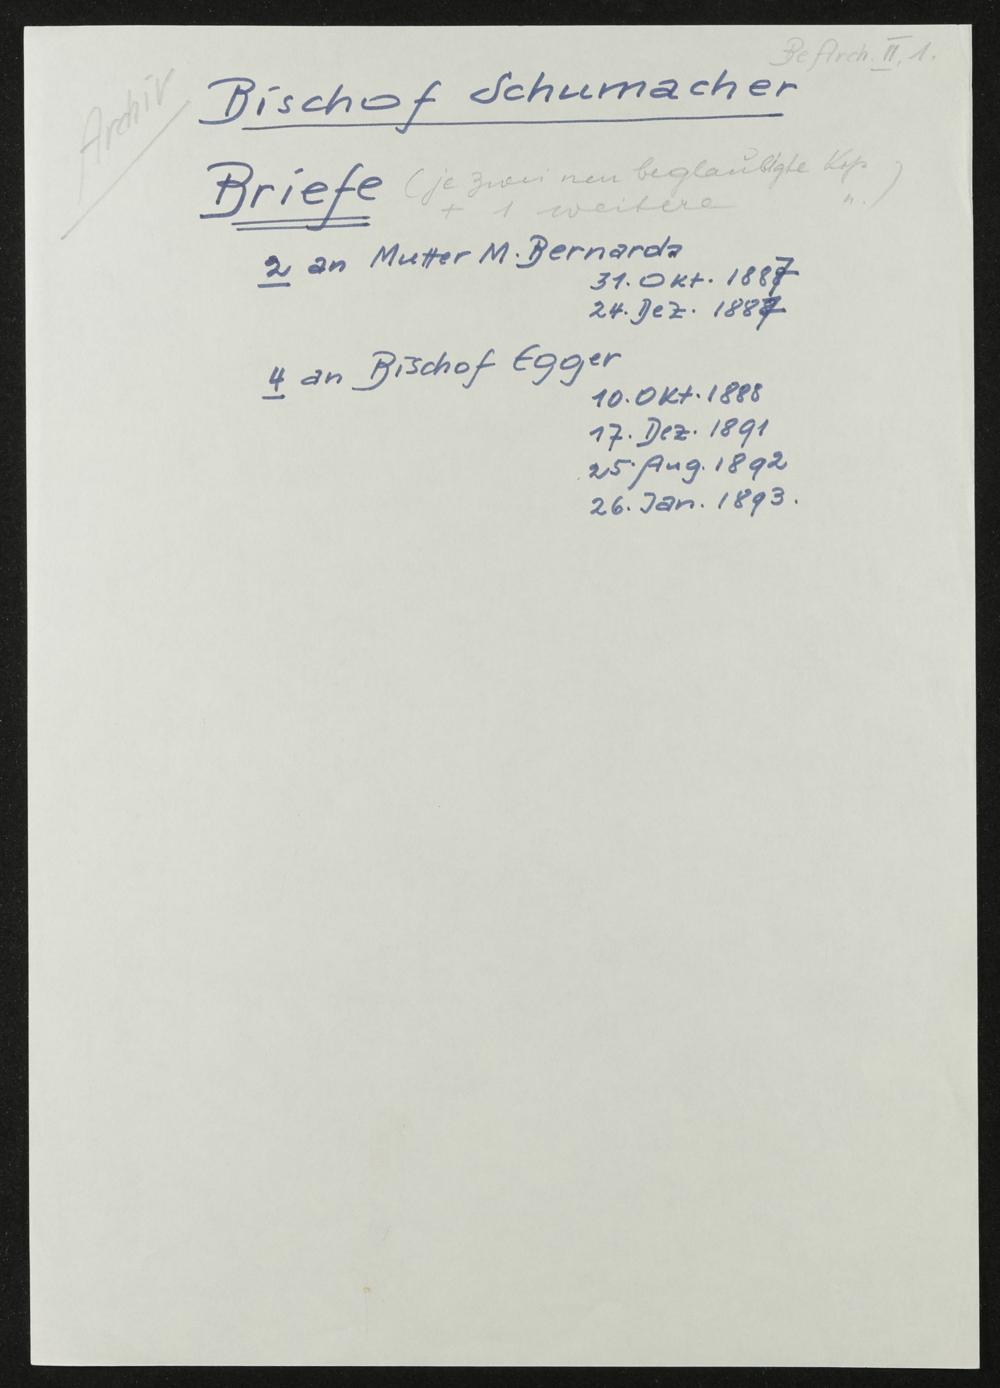 Be Arch. II, 1.
Archiv
Bischof Schumacher
Briefe (je zwei neu beglaubigte Kop. )
+ 1 weitere ".
2 an Mutter M. Bernarda
31. Okt. 1887
24. Dez. 1887
4 an Bischof Egger
10. Okt. 1888
17. Dez. 1891
25. Aug. 1892
26. Jan. 1893.